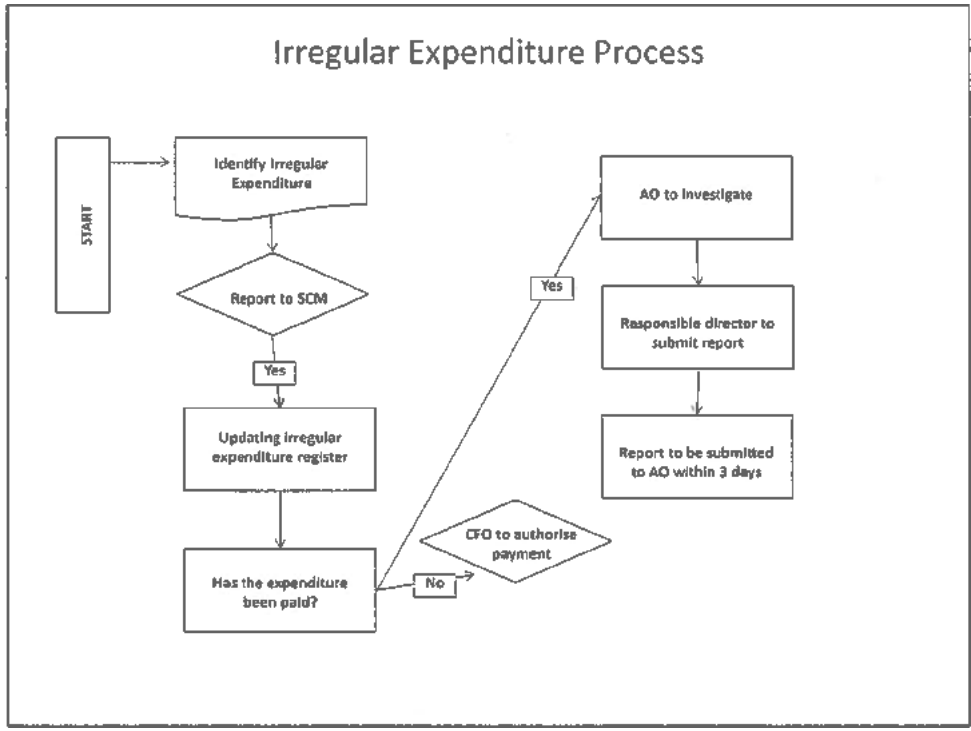 Irregular Expenditure Process
START
Identify Irregular
Expenditure
Report to SCM
Yes
Updating irregular
expenditure register
Has the expenditure
been paid?
No
CFO to authorise
payment
Yes
AO to investigate
Responsible director to
submit report
Report to be submitted
to AO within 3 days